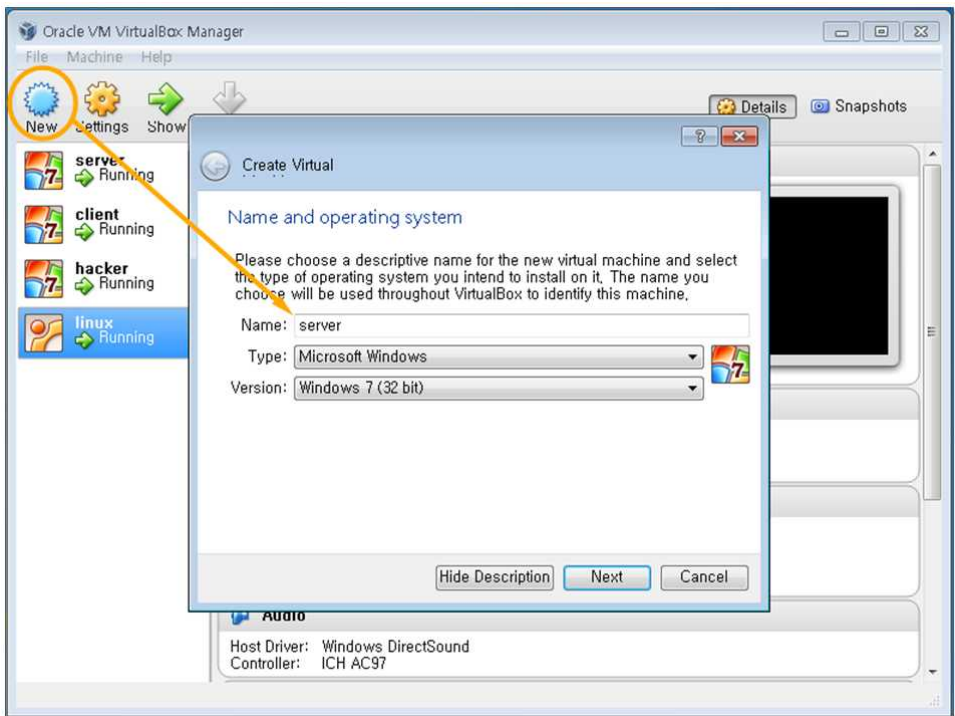 Oracle VM VirtualBox Manager
File Machine Help
New Settings Show
Details Snapshots
server
Running
client
Running
hacker
Running
linux
Running
Create Virtual
Name and operating system
Please choose a descriptive name for the new virtual machine and select
the type of operating system you intend to install on it, The name you
choose will be used throughout VirtualBox to identify this machine,
Name: server
Type: Microsoft Windows
Version: Windows 7 (32 bit)
Hide Description Next Cancel
Audio
Host Driver: Windows DirectSound
Controller: ICH AC97